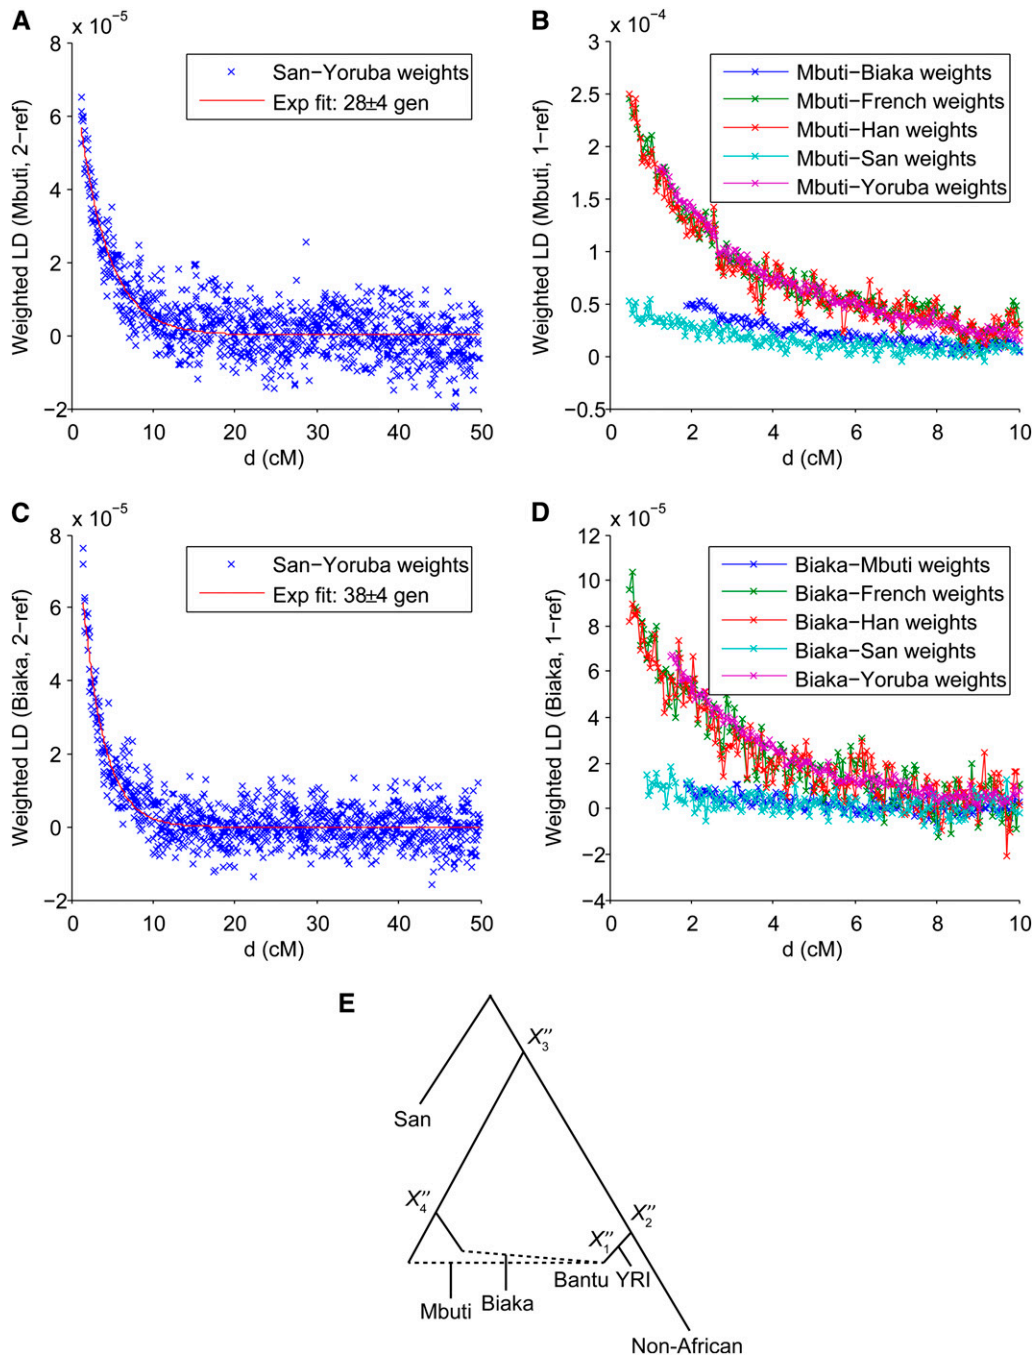 A
x 10⁻⁵
8
6
4
2
0
−2
0 10 20 30 40 50
d (cM)
Weighted LD (Mbuti, 2−ref)
San−Yoruba weights
Exp fit: 28±4 gen
B
x 10⁻⁴
3
2.5
2
1.5
1
0.5
0
−0.5
0 2 4 6 8 10
d (cM)
Weighted LD (Mbuti, 1−ref)
Mbuti−Biaka weights
Mbuti−French weights
Mbuti−Han weights
Mbuti−San weights
Mbuti−Yoruba weights
C
x 10⁻⁵
8
6
4
2
0
−2
0 10 20 30 40 50
d (cM)
Weighted LD (Biaka, 2−ref)
San−Yoruba weights
Exp fit: 38±4 gen
D
x 10⁻⁵
12
10
8
6
4
2
0
−2
−4
0 2 4 6 8 10
d (cM)
Weighted LD (Biaka, 1−ref)
Biaka−Mbuti weights
Biaka−French weights
Biaka−Han weights
Biaka−San weights
Biaka−Yoruba weights
E
X₃'''
San
X₄'''
X₁'''
X₂'''
Bantu YRI
Biaka
Mbuti
Non-African